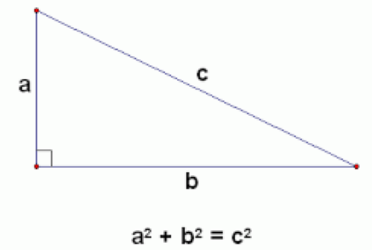 a
c
b
a² + b² = c²